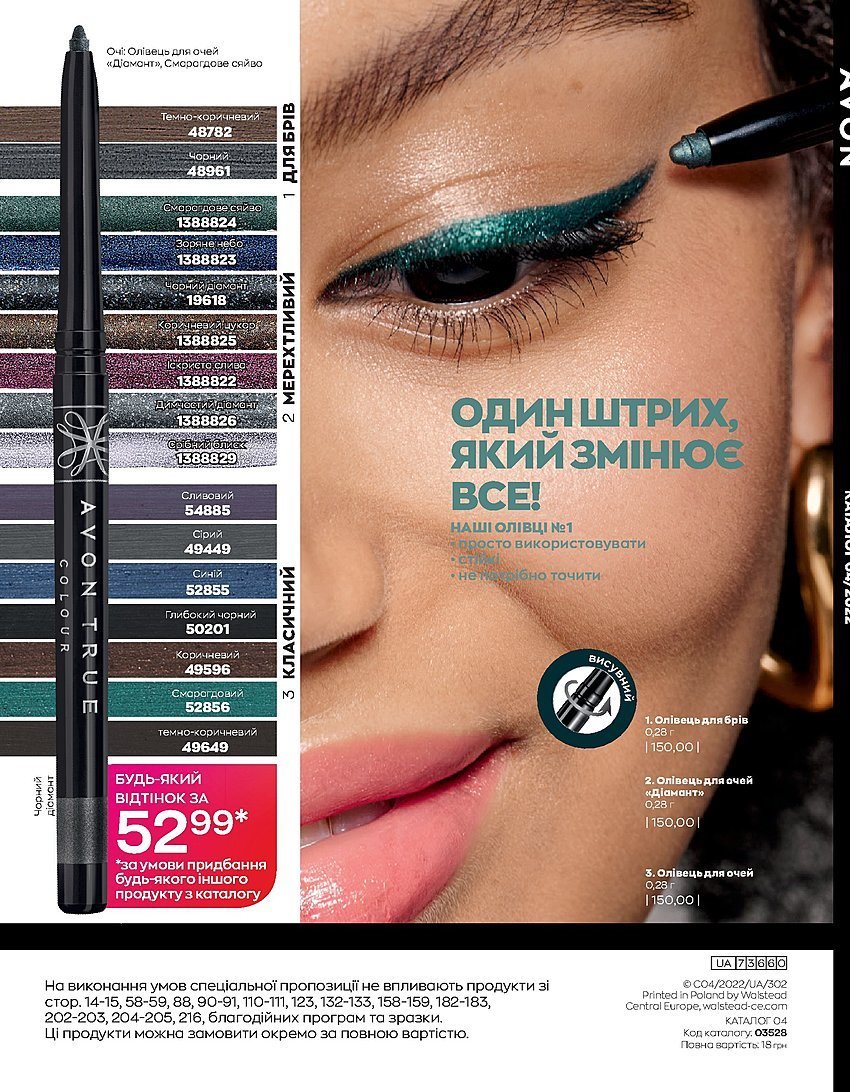 Очі: Олівець для очей
«Діамант», Смарагдове сяйво
Темно-коричневий
48782
Чорний
48961
1 ДЛЯ БРІВ
Смарагдове сяйво
1388824
Зоряне небо
1388823
Чорний діамант
19618
Коричневий цукор
1388825
Іскриста слива
1388822
Димчастий діамант
1388826
Срібний блиск
1388829
2 МЕРЕХТЛИВИЙ
Сливовий
54885
Сірий
49449
Синій
52855
Глибокий чорний
50201
Коричневий
49596
Смарагдовий
52856
темно-коричневий
49649
3 КЛАСИЧНИЙ
AVON TRUE
COLOUR
Чорний
діамант
БУДЬ-ЯКИЙ
ВІДТІНОК ЗА
52⁹⁹*
*за умови придбання
будь-якого іншого
продукту з каталогу
ОДИН ШТРИХ,
ЯКИЙ ЗМІНЮЄ
ВСЕ!
НАШІ ОЛІВЦІ №1
• просто використовувати
• стійкі
• не потрібно точити
ВИСУВНИЙ
1. Олівець для брів
0,28 г
| 150,00 |
2. Олівець для очей
«Діамант»
0,28 г
| 150,00 |
3. Олівець для очей
0,28 г
| 150,00 |
AVON
КАТАЛОГ 04/2022
На виконання умов спеціальної пропозиції не впливають продукти зі
стор. 14-15, 58-59, 88, 90-91, 110-111, 123, 132-133, 158-159, 182-183,
202-203, 204-205, 216, благодійних програм та зразки.
Ці продукти можна замовити окремо за повною вартістю.
UA 73660
© C04/2022/UA/302
Printed in Poland by Walstead
Central Europe, walstead-ce.com
КАТАЛОГ 04
Код каталогу: 03528
Повна вартість: 18 грн